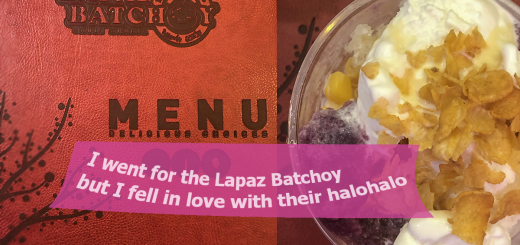 BATCHOY
MENU
DELICIOUS CHOICES
I went for the Lapaz Batchoy
but I fell in love with their halohalo